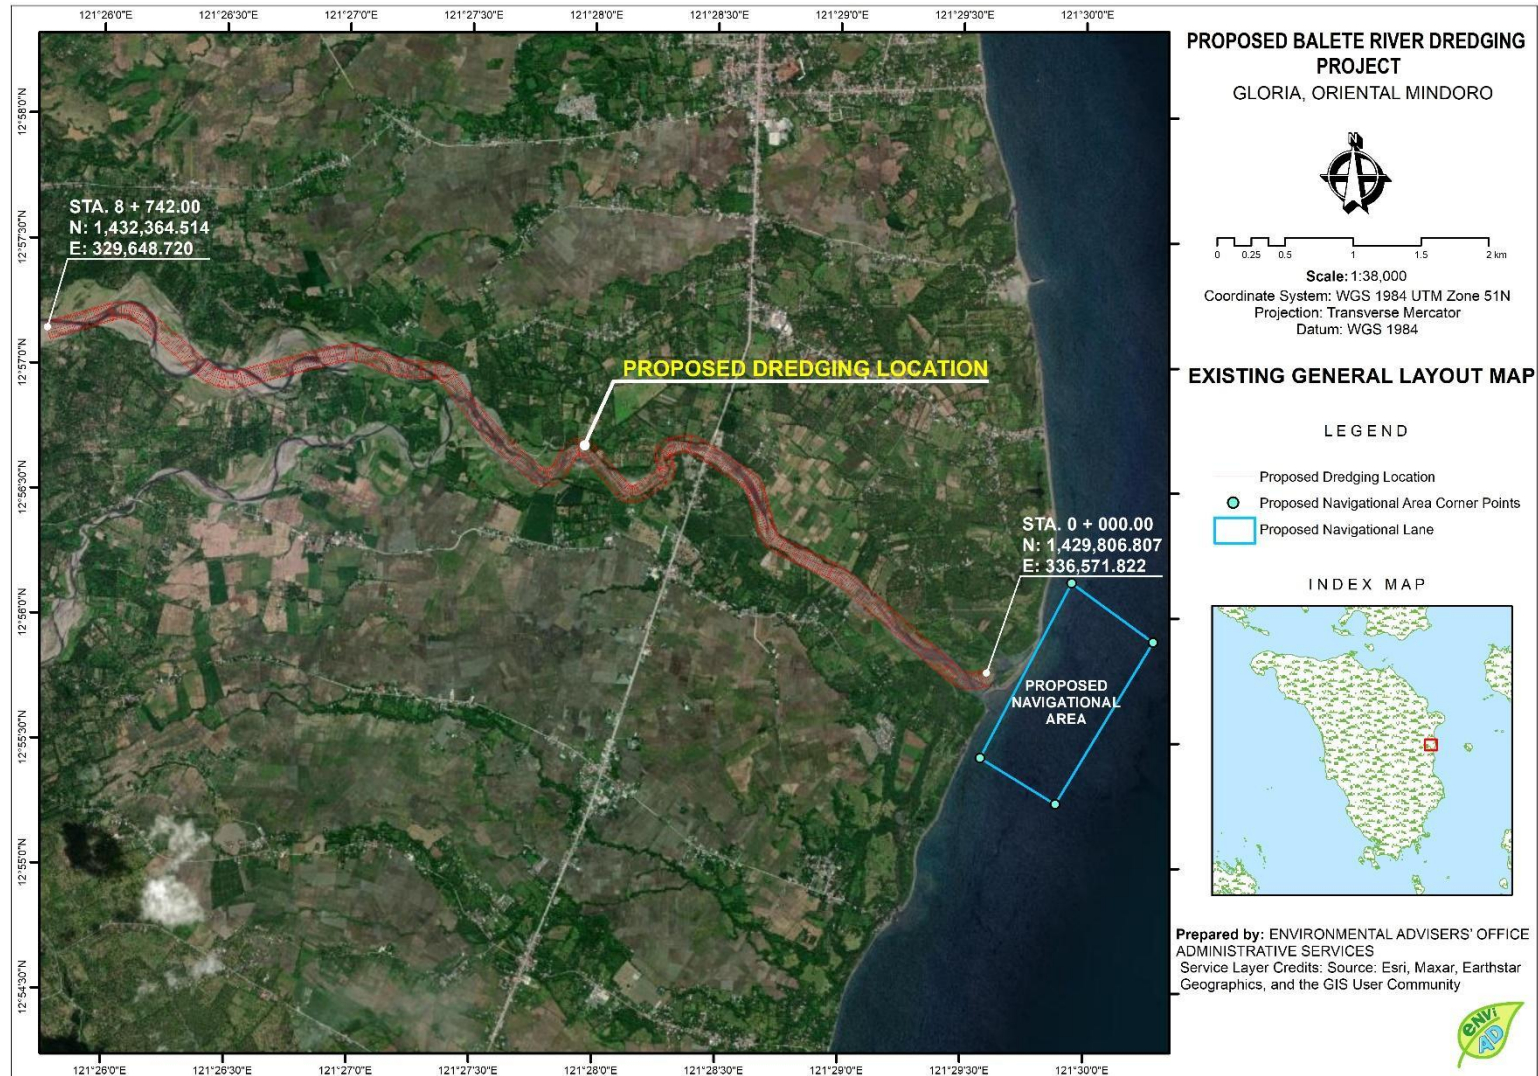 121°26'0"E 121°26'30"E 121°27'0"E 121°27'30"E 121°28'0"E 121°28'30"E 121°29'0"E 121°29'30"E 121°30'0"E
12°58'0"N
12°57'30"N
12°57'0"N
12°56'30"N
12°56'0"N
12°55'30"N
12°55'0"N
12°54'30"N
STA. 8 + 742.00
N: 1,432,364.514
E: 329,648.720
PROPOSED DREDGING LOCATION
STA. 0 + 000.00
N: 1,429,806.807
E: 336,571.822
PROPOSED
NAVIGATIONAL
AREA
121°26'0"E 121°26'30"E 121°27'0"E 121°27'30"E 121°28'0"E 121°28'30"E 121°29'0"E 121°29'30"E 121°30'0"E
PROPOSED BALETE RIVER DREDGING
PROJECT
GLORIA, ORIENTAL MINDORO
N
0 0.25 0.5 1 1.5 2 km
Scale: 1:38,000
Coordinate System: WGS 1984 UTM Zone 51N
Projection: Transverse Mercator
Datum: WGS 1984
EXISTING GENERAL LAYOUT MAP
LEGEND
Proposed Dredging Location
Proposed Navigational Area Corner Points
Proposed Navigational Lane
INDEX MAP
Prepared by: ENVIRONMENTAL ADVISERS' OFFICE
ADMINISTRATIVE SERVICES
Service Layer Credits: Source: Esri, Maxar, Earthstar
Geographics, and the GIS User Community
eNVi
AD